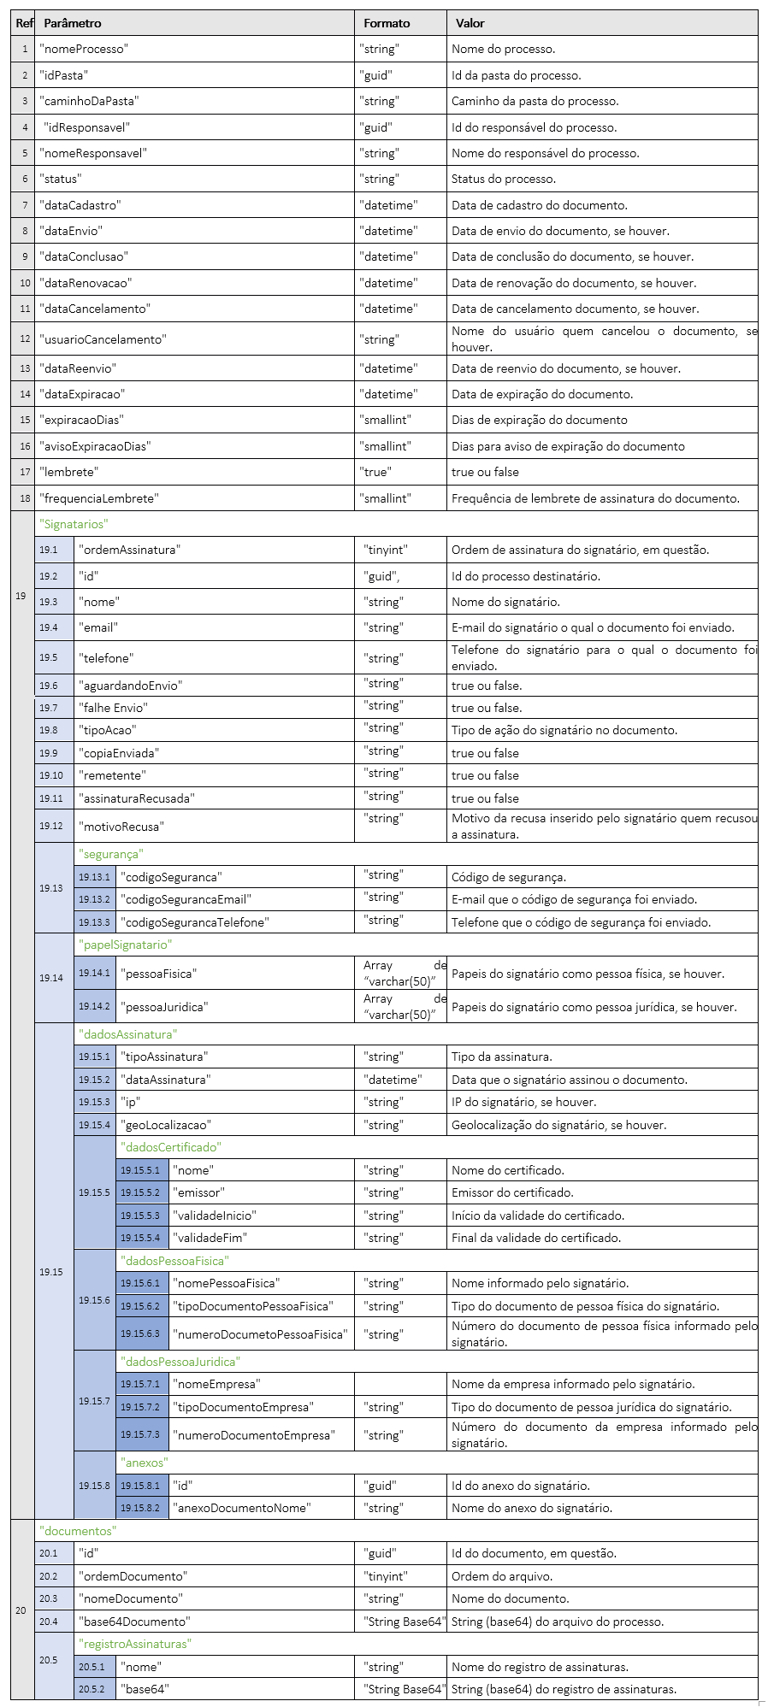 Ref Parâmetro Formato Valor
1 "nomeProcesso" "string" Nome do processo.
2 "idPasta" "guid" Id da pasta do processo.
3 "caminhoDaPasta" "string" Caminho da pasta do processo.
4 "idResponsavel" "guid" Id do responsável do processo.
5 "nomeResponsavel" "string" Nome do responsável do processo.
6 "status" "string" Status do processo.
7 "dataCadastro" "datetime" Data de cadastro do documento.
8 "dataEnvio" "datetime" Data de envio do documento, se houver.
9 "dataConclusao" "datetime" Data de conclusão do documento, se houver.
10 "dataRenovacao" "datetime" Data de renovação do documento, se houver.
11 "dataCancelamento" "datetime" Data de cancelamento documento, se houver.
12 "usuarioCancelamento" "string" Nome do usuário quem cancelou o documento, se
houver.
13 "dataReenvio" "datetime" Data de reenvio do documento, se houver.
14 "dataExpiracao" "datetime" Data de expiração do documento.
15 "expiracaoDias" "smallint" Dias de expiração do documento
16 "avisoExpiracaoDias" "smallint" Dias para aviso de expiração do documento
17 "lembrete" "true" true ou false
18 "frequenciaLembrete" "smallint" Frequência de lembrete de assinatura do documento.
19 "Signatarios"
19.1 "ordemAssinatura" "tinyint" Ordem de assinatura do signatário, em questão.
19.2 "id" "guid", Id do processo destinatário.
19.3 "nome" "string" Nome do signatário.
19.4 "email" "string" E-mail do signatário o qual o documento foi enviado.
19.5 "telefone" "string" Telefone do signatário para o qual o documento foi
enviado.
19.6 "aguardandoEnvio" "string" true ou false.
19.7 "falhe Envio" "string" true ou false.
19.8 "tipoAcao" "string" Tipo de ação do signatário no documento.
19.9 "copiaEnviada" "string" true ou false
19.10 "remetente" "string" true ou false
19.11 "assinaturaRecusada" "string" true ou false
19.12 "motivoRecusa" "string" Motivo da recusa inserido pelo signatário quem recusou
a assinatura.
19.13 "segurança"
19.13.1 "codigoSeguranca" "string" Código de segurança.
19.13.2 "codigoSegurancaEmail" "string" E-mail que o código de segurança foi enviado.
19.13.3 "codigoSegurancaTelefone" "string" Telefone que o código de segurança foi enviado.
19.14 "papelSignatario"
19.14.1 "pessoaFisica" Array de “varchar(50)” Papeis do signatário como pessoa física, se houver.
19.14.2 "pessoaJuridica" Array de “varchar(50)” Papeis do signatário como pessoa jurídica, se houver.
19.15 "dadosAssinatura"
19.15.1 "tipoAssinatura" "string" Tipo da assinatura.
19.15.2 "dataAssinatura" "datetime" Data que o signatário assinou o documento.
19.15.3 "ip" "string" IP do signatário, se houver.
19.15.4 "geoLocalizacao" "string" Geolocalização do signatário, se houver.
19.15.5 "dadosCertificado"
19.15.5.1 "nome" "string" Nome do certificado.
19.15.5.2 "emissor" "string" Emissor do certificado.
19.15.5.3 "validadeInicio" "string" Início da validade do certificado.
19.15.5.4 "validadeFim" "string" Final da validade do certificado.
19.15.6 "dadosPessoaFisica"
19.15.6.1 "nomePessoaFisica" "string" Nome informado pelo signatário.
19.15.6.2 "tipoDocumentoPessoaFisica" "string" Tipo do documento de pessoa física do signatário.
19.15.6.3 "numeroDocumetoPessoaFisica" "string" Número do documento de pessoa física informado pelo
signatário.
19.15.7 "dadosPessoaJuridica"
19.15.7.1 "nomeEmpresa" Nome da empresa informado pelo signatário.
19.15.7.2 "tipoDocumentoEmpresa" "string" Tipo do documento de pessoa jurídica do signatário.
19.15.7.3 "numeroDocumentoEmpresa" "string" Número do documento da empresa informado pelo
signatário.
19.15.8 "anexos"
19.15.8.1 "id" "guid" Id do anexo do signatário.
19.15.8.2 "anexoDocumentoNome" "string" Nome do anexo do signatário.
20 "documentos"
20.1 "id" "guid" Id do documento, em questão.
20.2 "ordemDocumento" "tinyint" Ordem do arquivo.
20.3 "nomeDocumento" "string" Nome do documento.
20.4 "base64Documento" "String Base64" String (base64) do arquivo do processo.
20.5 "registroAssinaturas"
20.5.1 "nome" "string" Nome do registro de assinaturas.
20.5.2 "base64" "String Base64" String (base64) do registro de assinaturas.